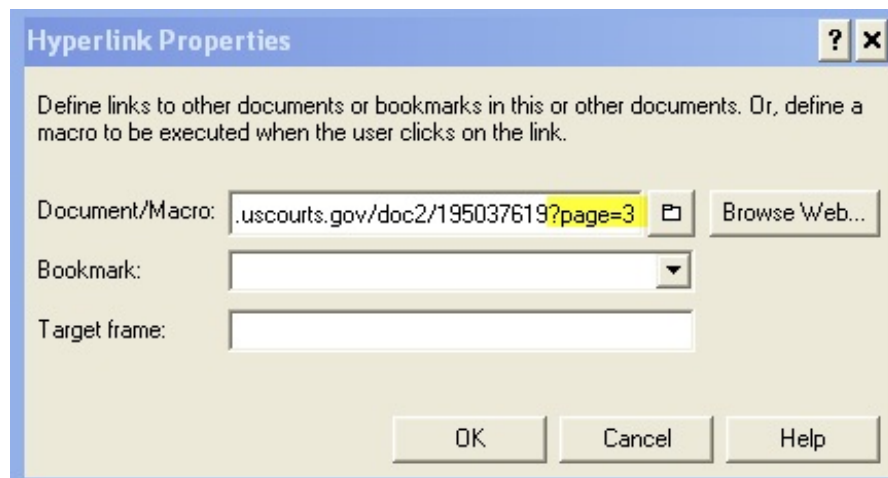 Hyperlink Properties
Define links to other documents or bookmarks in this or other documents. Or, define a
macro to be executed when the user clicks on the link.
Document/Macro: .uscourts.gov/doc2/195037619?page=3 Browse Web...
Bookmark:
Target frame:
OK Cancel Help